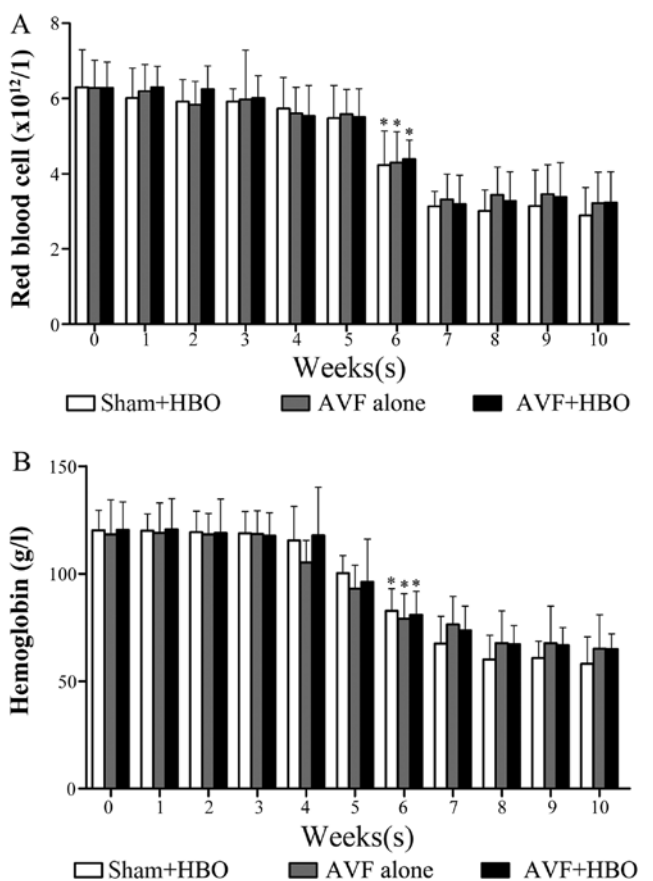 A
8
6
4
2
0
Red blood cell (x10¹²/1)
* * *
0 1 2 3 4 5 6 7 8 9 10
Weeks(s)
Sham+HBO AVF alone AVF+HBO
B
150
100
50
0
Hemoglobin (g/l)
* * *
0 1 2 3 4 5 6 7 8 9 10
Weeks(s)
Sham+HBO AVF alone AVF+HBO